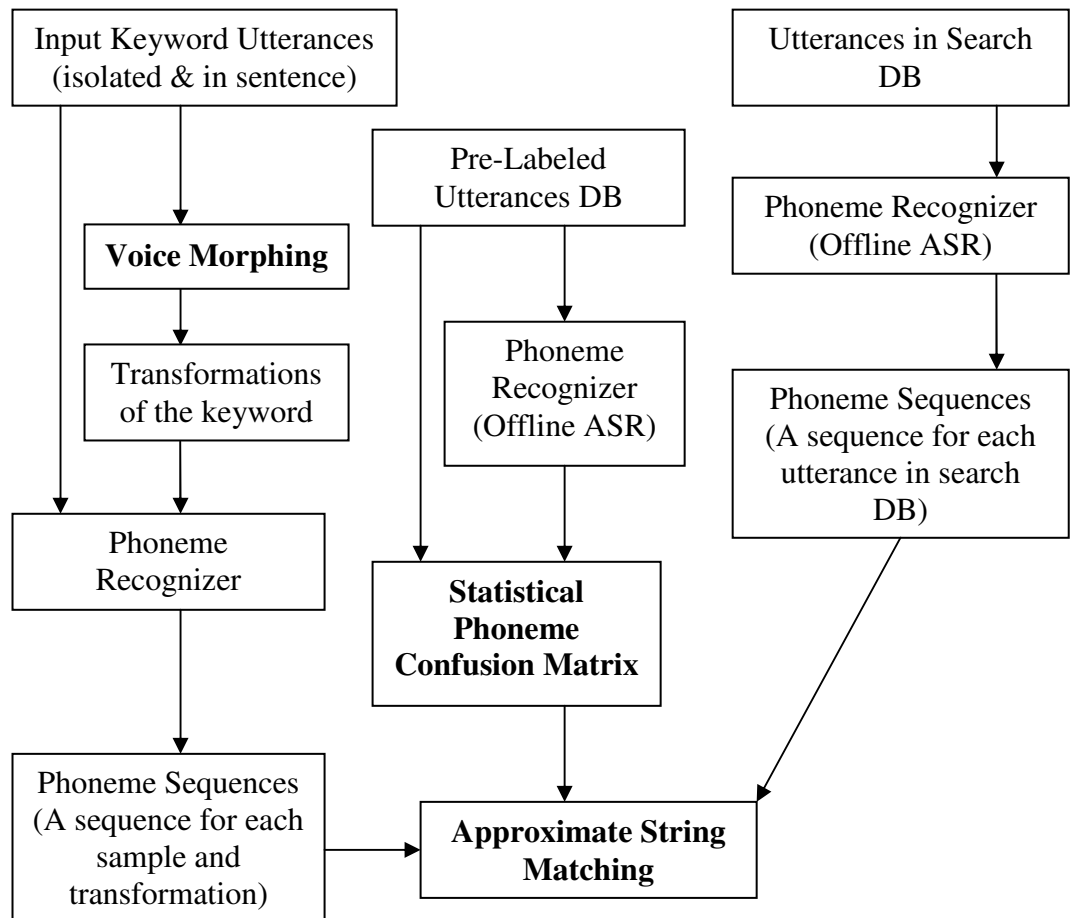 Input Keyword Utterances
(isolated & in sentence)
Voice Morphing
Transformations
of the keyword
Phoneme
Recognizer
Phoneme Sequences
(A sequence for each
sample and
transformation)
Pre-Labeled
Utterances DB
Phoneme
Recognizer
(Offline ASR)
Statistical
Phoneme
Confusion Matrix
Approximate String
Matching
Utterances in Search
DB
Phoneme Recognizer
(Offline ASR)
Phoneme Sequences
(A sequence for each
utterance in search
DB)